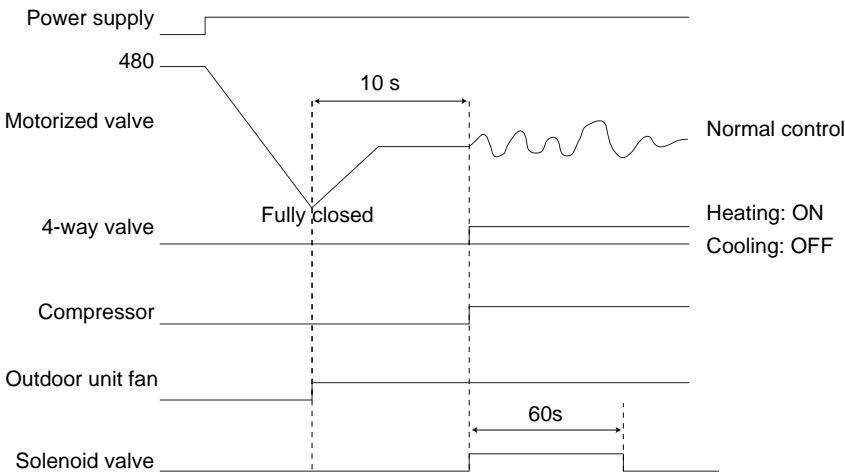 Power supply
480
10 s
Motorized valve
Normal control
Fully closed
Heating: ON
4-way valve
Cooling: OFF
Compressor
Outdoor unit fan
60s
Solenoid valve